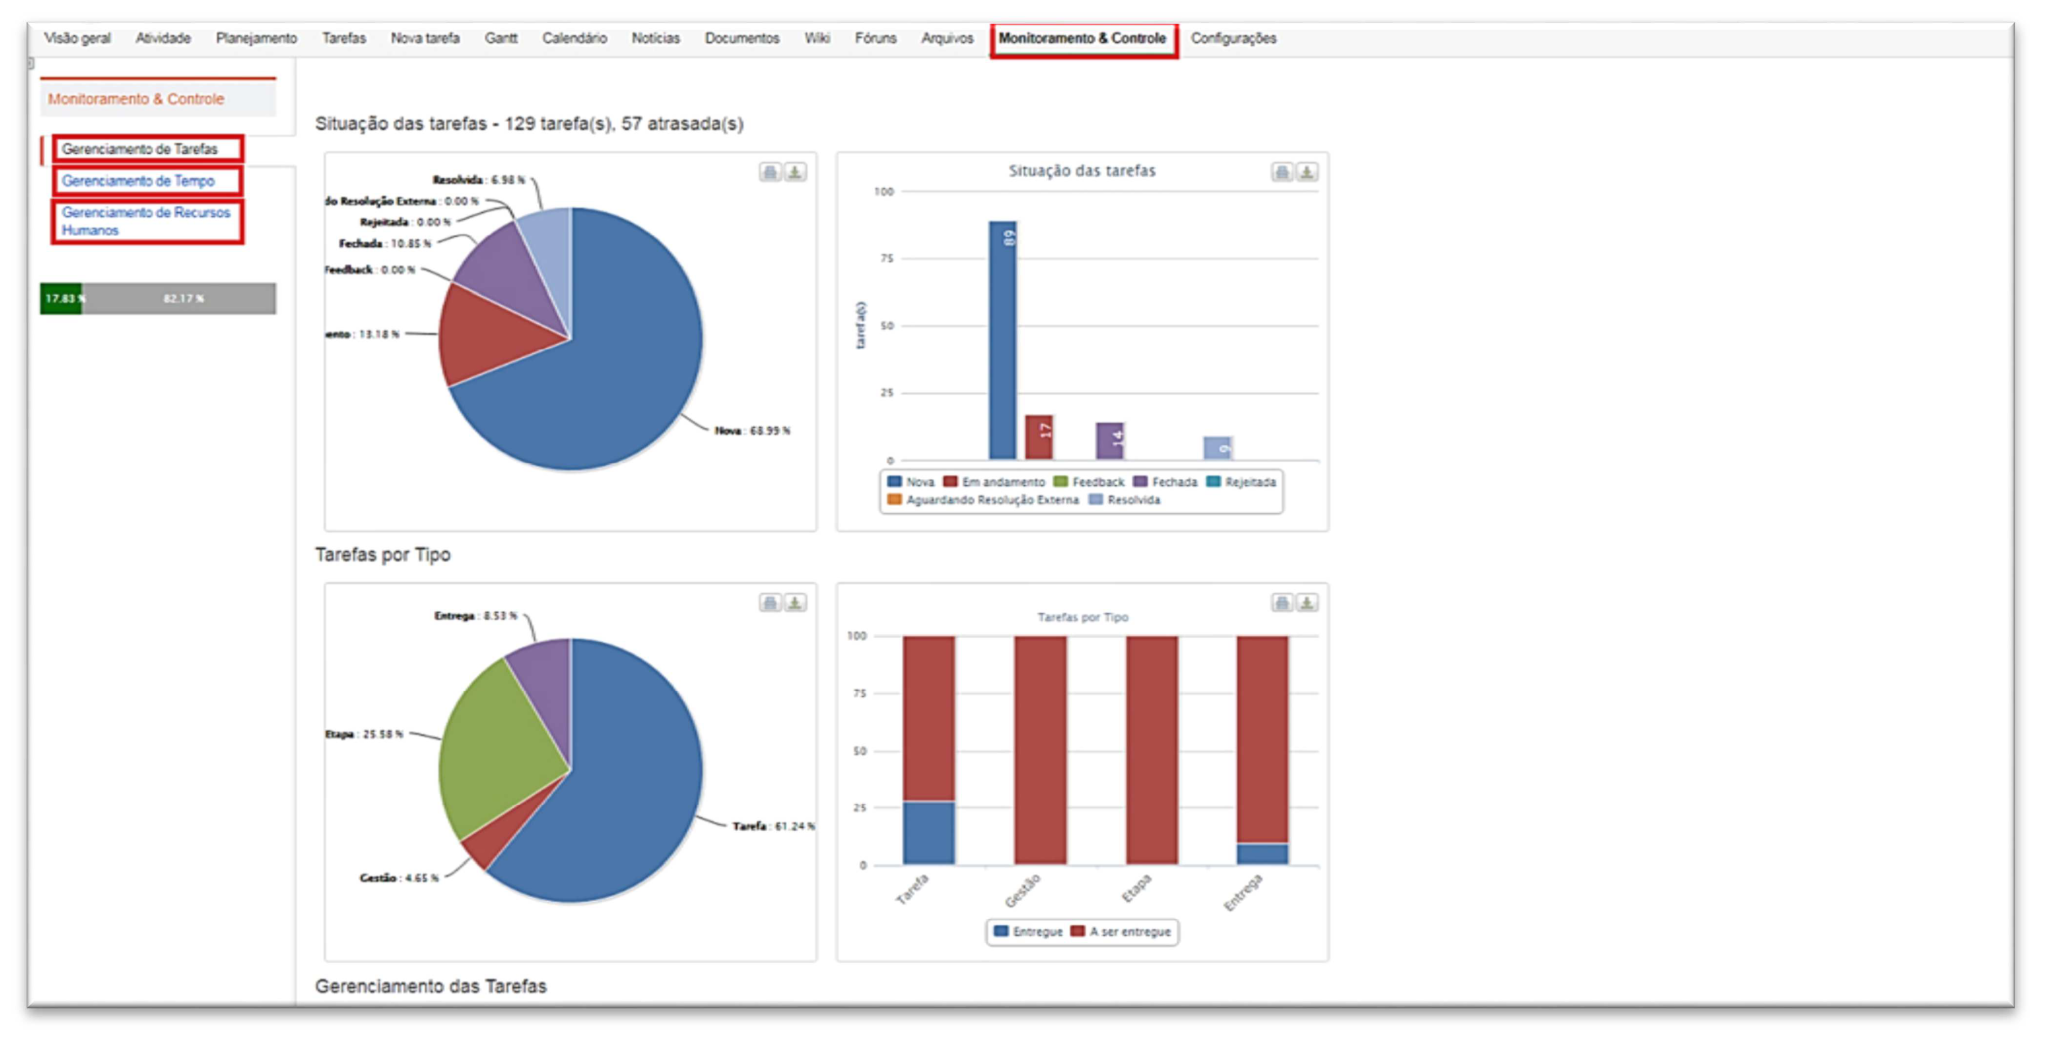 Visão geral Atividade Planejamento Tarefas Nova tarefa Gantt Calendário Notícias Documentos Wiki Fóruns Arquivos Monitoramento & Controle Configurações
Monitoramento & Controle
Gerenciamento de Tarefas
Gerenciamento de Tempo
Gerenciamento de Recursos
Humanos
17.83 % 82.17 %
Situação das tarefas - 129 tarefa(s), 57 atrasada(s)
Resolvida : 6.98 %
do Resolução Externa : 0.00 %
Rejeitada : 0.00 %
Fechada : 10.85 %
Feedback : 0.00 %
ento : 13.18 %
Nova : 68.99 %
Situação das tarefas
100
75
50
25
0
tarefa(s)
89
17
14
9
Nova Em andamento Feedback Fechada Rejeitada
Aguardando Resolução Externa Resolvida
Tarefas por Tipo
Entrega : 8.53 %
Etapa : 25.58 %
Gestão : 4.65 %
Tarefa : 61.24 %
Tarefas por Tipo
100
75
50
25
0
Tarefa Gestão Etapa Entrega
Entregue A ser entregue
Gerenciamento das Tarefas